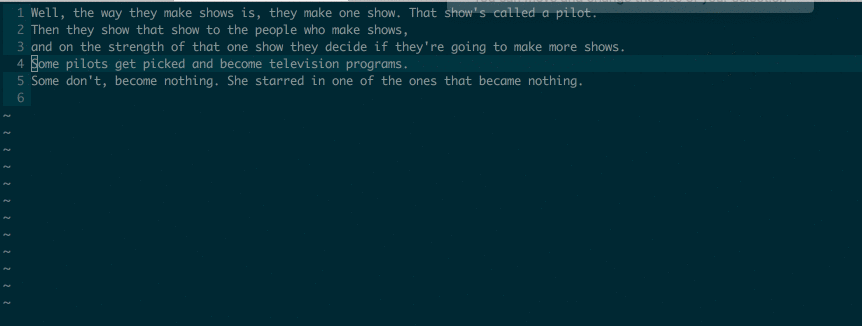 1 Well, the way they make shows is, they make one show. That show's called a pilot.
2 Then they show that show to the people who make shows,
3 and on the strength of that one show they decide if they're going to make more shows.
4 Some pilots get picked and become television programs.
5 Some don't, become nothing. She starred in one of the ones that became nothing.
6
~
~
~
~
~
~
~
~
~
~
~
~